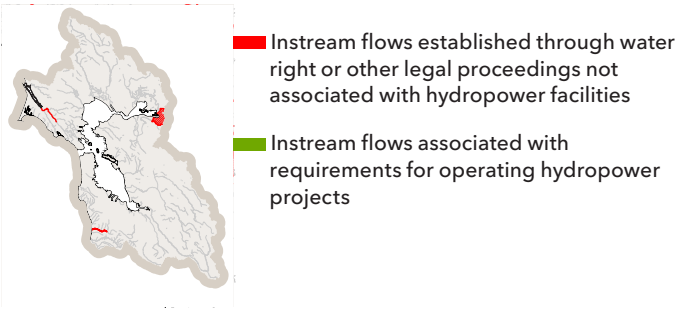 Instream flows established through water
right or other legal proceedings not
associated with hydropower facilities
Instream flows associated with
requirements for operating hydropower
projects